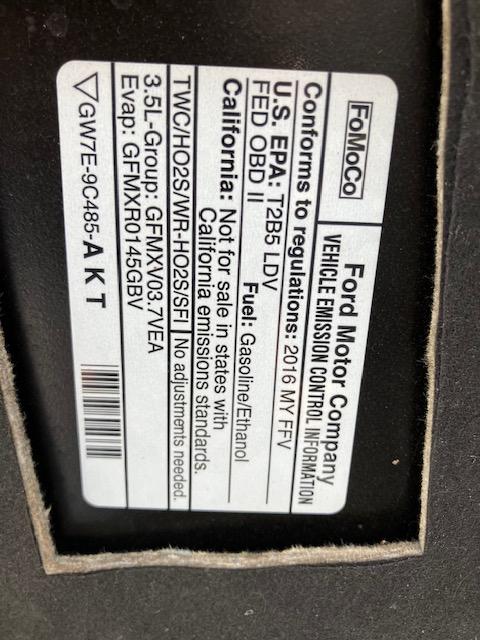 FoMoCo
Ford Motor Company
VEHICLE EMISSION CONTROL INFORMATION
Conforms to regulations: 2016 MY FFV
U.S. EPA: T2B5 LDV
FED OBD II Fuel: Gasoline/Ethanol
California: Not for sale in states with
California emissions standards.
TWC/HO2S/WR-HO2S/SFI No adjustments needed.
3.5L-Group: GFMXV03.7VEA
Evap: GFMXR0145GBV
GW7E-9C485-A K T